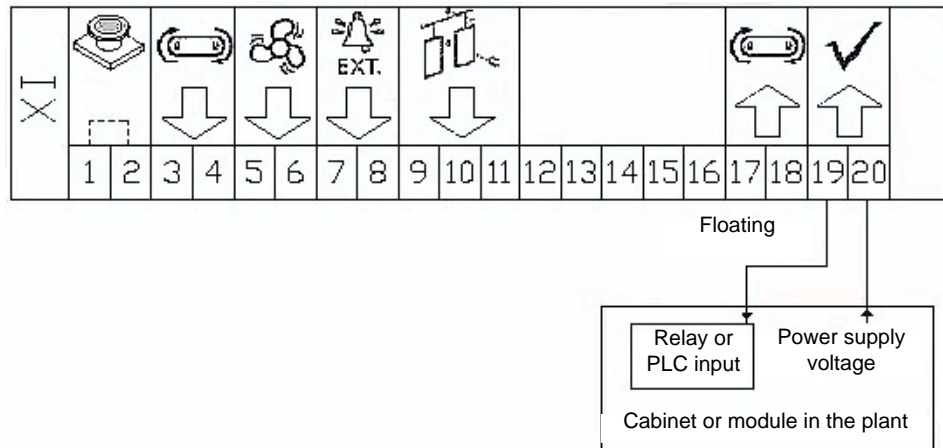 EXT.
X1
1 2 3 4 5 6 7 8 9 10 11 12 13 14 15 16 17 18 19 20
Floating
Relay or
PLC input
Power supply
voltage
Cabinet or module in the plant